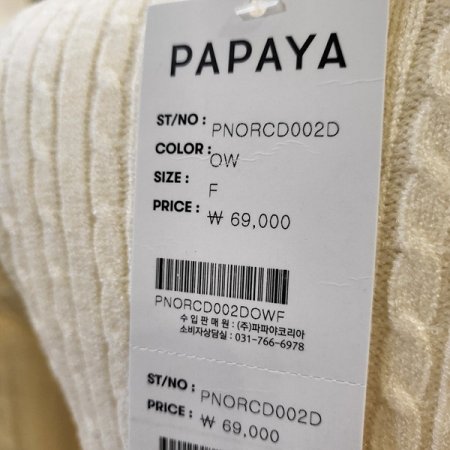 PAPAYA
ST/NO : PNORCD002D
COLOR : OW
SIZE : F
PRICE : ₩ 69,000
PNORCD002DOWF
수 입 판 매 원 : (주)파파야코리아
소비자상담실 : 031-766-6978
ST/NO : PNORCD002D
PRICE : ₩ 69,000